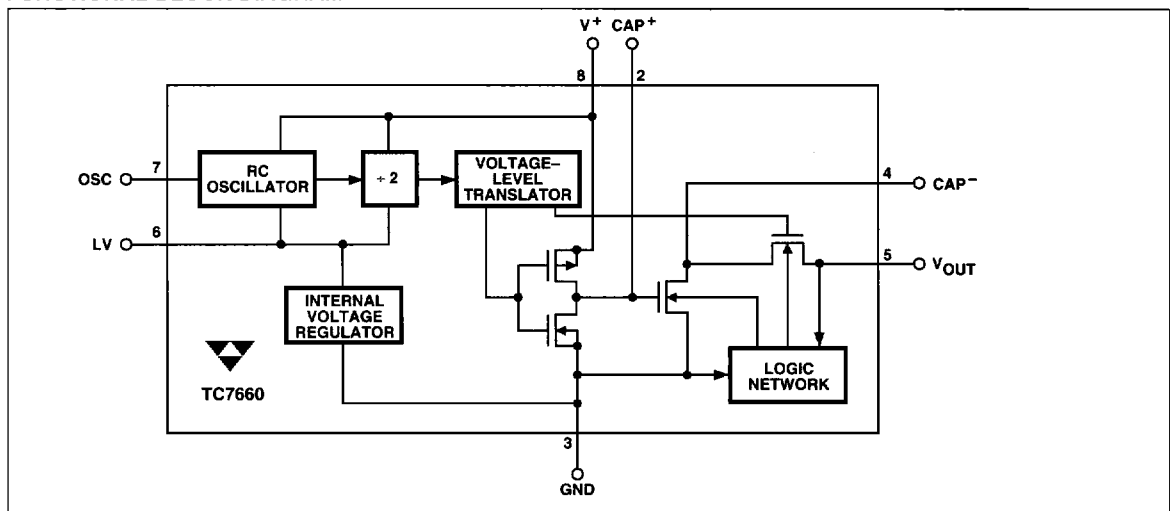 V+ CAP+
8 2
RC
OSCILLATOR
÷ 2
VOLTAGE–
LEVEL
TRANSLATOR
7
OSC
4
CAP−
6
LV
5
VOUT
INTERNAL
VOLTAGE
REGULATOR
LOGIC
NETWORK
TC7660
3
GND